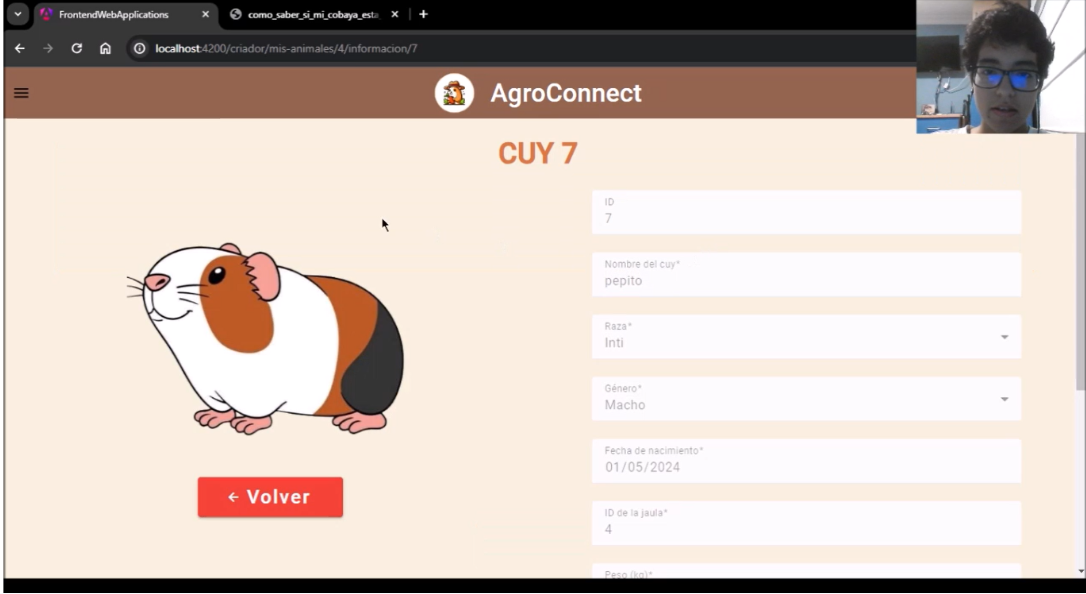 FrontendWebApplications
como_saber_si_mi_cobaya_esta_
localhost:4200/criador/mis-animales/4/informacion/7
AgroConnect
CUY 7
ID
7
Nombre del cuy*
pepito
Raza*
Inti
Género*
Macho
Fecha de nacimiento*
01/05/2024
ID de la jaula*
4
Peso (kg)*
← Volver